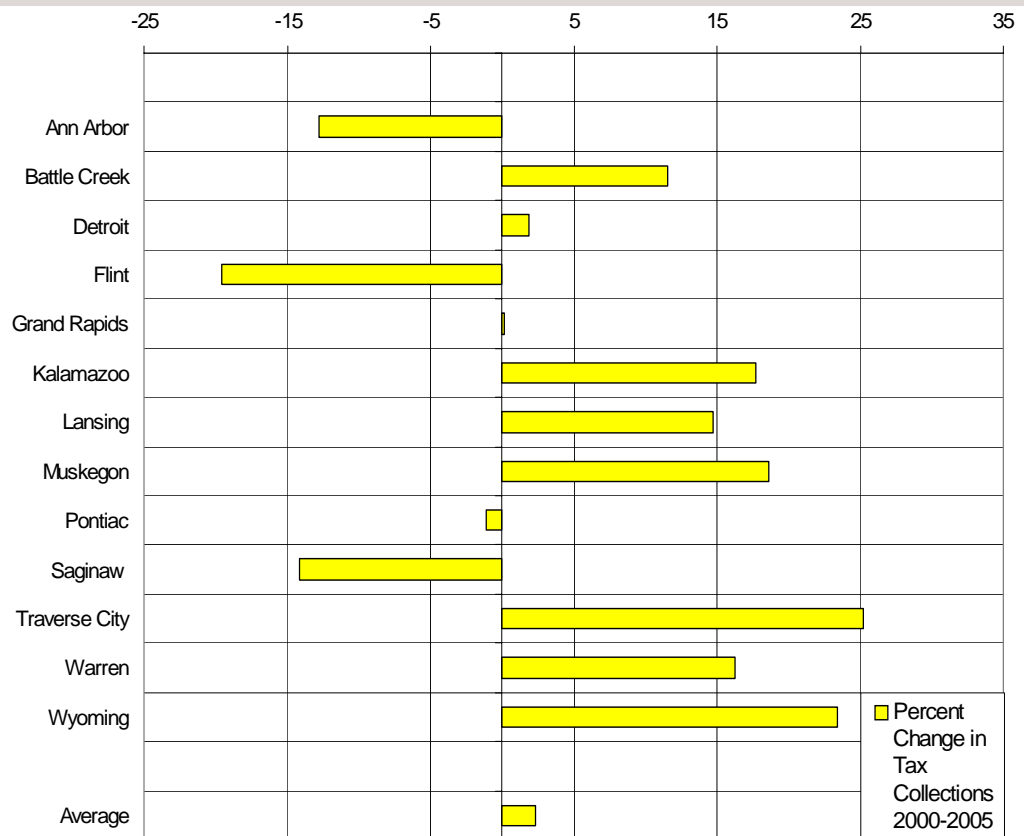 -25 -15 -5 5 15 25 35
Ann Arbor
Battle Creek
Detroit
Flint
Grand Rapids
Kalamazoo
Lansing
Muskegon
Pontiac
Saginaw
Traverse City
Warren
Wyoming
Average
Percent
Change in
Tax
Collections
2000-2005